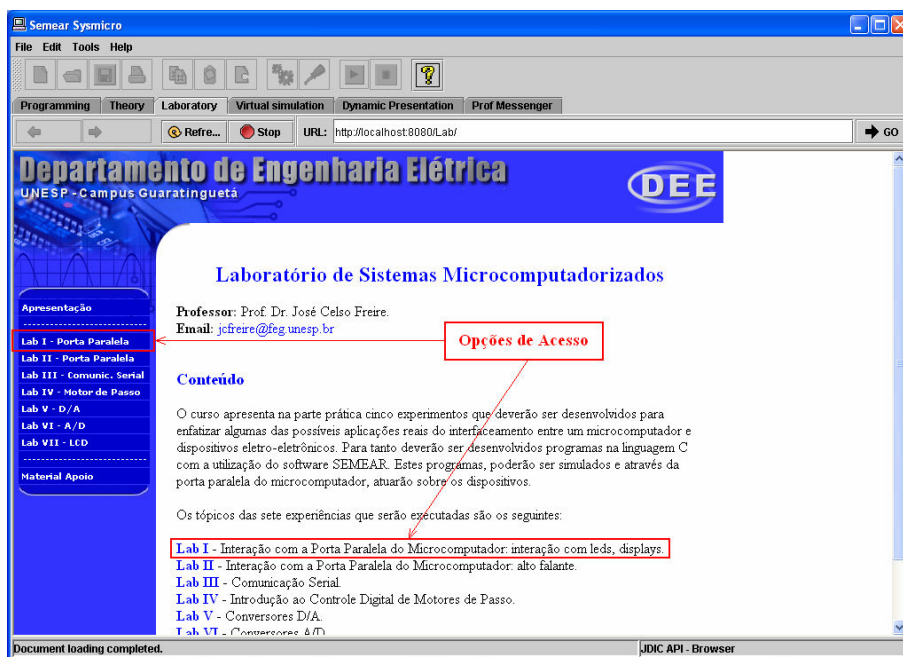 Semear Sysmicro
File Edit Tools Help
Programming Theory Laboratory Virtual simulation Dynamic Presentation Prof Messenger
Refre... Stop URL: http://localhost:8080/Lab/ GO
Departamento de Engenharia Elétrica
UNESP - Campus Guaratinguetá
DEE
Laboratório de Sistemas Microcomputadorizados
Apresentação
Lab I - Porta Paralela
Lab II - Porta Paralela
Lab III - Comunic. Serial
Lab IV - Motor de Passo
Lab V - D/A
Lab VI - A/D
Lab VII - LCD
Material Apoio
Professor: Prof. Dr. José Celso Freire.
Email: jcfreire@feg.unesp.br
Opções de Acesso
Conteúdo
O curso apresenta na parte prática cinco experimentos que deverão ser desenvolvidos para
enfatizar algumas das possíveis aplicações reais do interfaceamento entre um microcomputador e
dispositivos eletro-eletrônicos. Para tanto deverão ser desenvolvidos programas na linguagem C
com a utilização do software SEMEAR. Estes programas, poderão ser simulados e através da
porta paralela do microcomputador, atuarão sobre os dispositivos.
Os tópicos das sete experiências que serão executadas são os seguintes:
Lab I - Interação com a Porta Paralela do Microcomputador: interação com leds, displays.
Lab II - Interação com a Porta Paralela do Microcomputador: alto falante.
Lab III - Comunicação Serial.
Lab IV - Introdução ao Controle Digital de Motores de Passo.
Lab V - Conversores D/A.
Lab VI - Conversores A/D.
Document loading completed. JDIC API - Browser